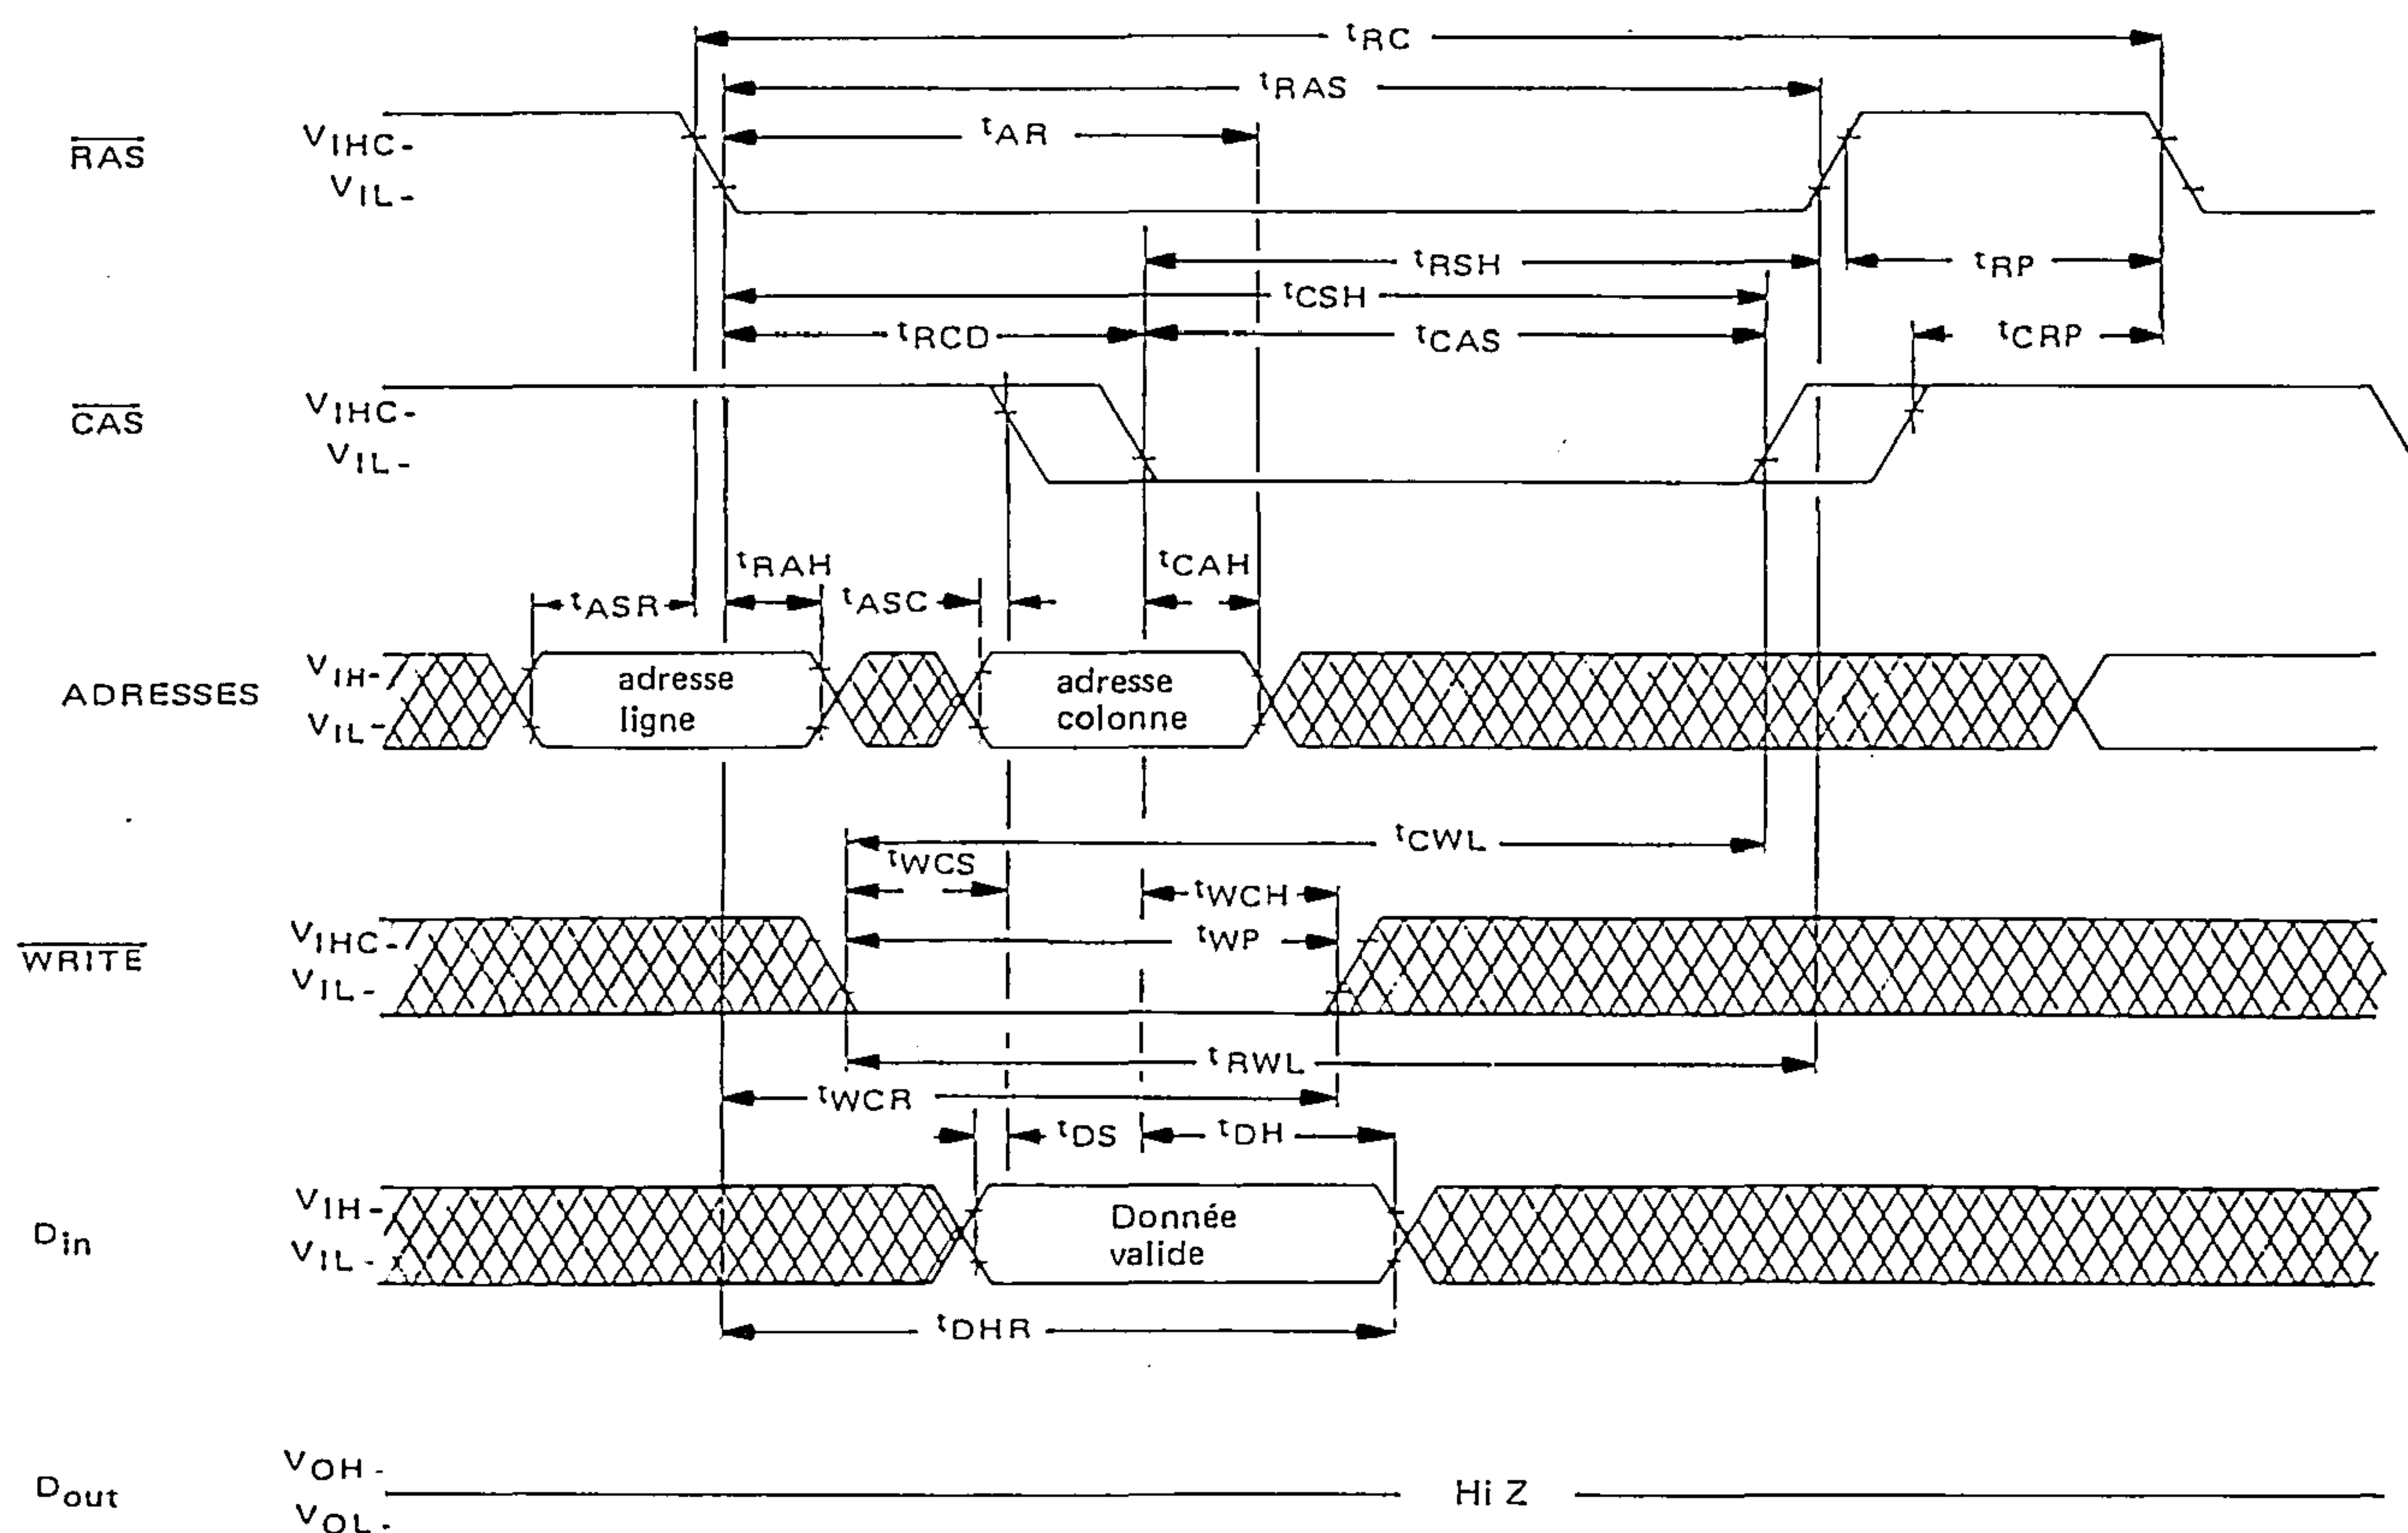 tRC
tRAS
tAR
RAS
VIHC-
VIL-
tRSH
tRP
tCSH
tRCD
tCAS
tCRP
CAS
VIHC-
VIL-
tRAH
tCAH
tASR
tASC
ADRESSES
VIH-
VIL-
adresse
ligne
adresse
colonne
tCWL
tWCS
tWCH
WRITE
VIHC-
VIL-
tWP
tRWL
tWCR
tDS
tDH
Din
VIH-
VIL-
Donnée
valide
tDHR
Dout
VOH-
VOL-
Hi Z